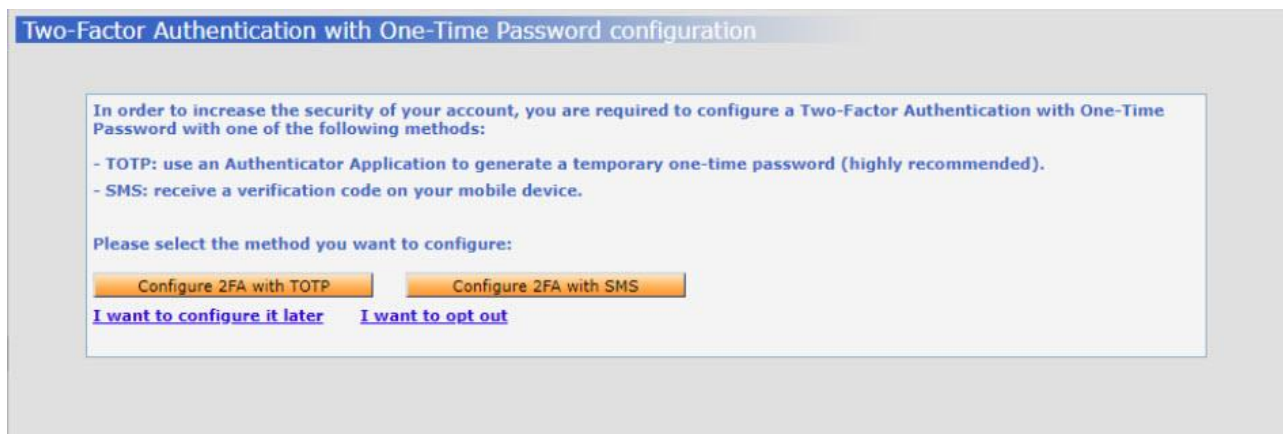 Two-Factor Authentication with One-Time Password configuration
In order to increase the security of your account, you are required to configure a Two-Factor Authentication with One-Time
Password with one of the following methods:
- TOTP: use an Authenticator Application to generate a temporary one-time password (highly recommended).
- SMS: receive a verification code on your mobile device.
Please select the method you want to configure:
Configure 2FA with TOTP Configure 2FA with SMS
I want to configure it later I want to opt out